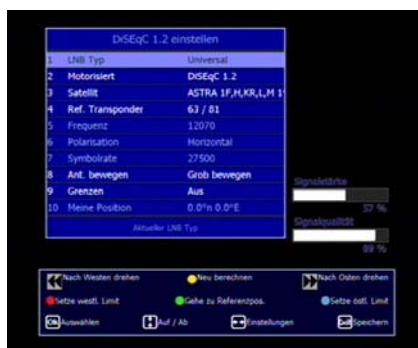 DiSEqC 1.2 einstellen
1 LNB Typ Universal
2 Motorisiert DiSEqC 1.2
3 Satellit ASTRA 1F,H,KR,L,M 1
4 Ref. Transponder 63 / 81
5 Frequenz 12070
6 Polarisation Horizontal
7 Symbolrate 27500
8 Ant. bewegen Grob bewegen
9 Grenzen Aus
10 Meine Position 0.0°n 0.0°E
Aktueller LNB Typ
Signalstärke
57 %
Signalqualität
89 %
Nach Westen drehen Neu berechnen Nach Osten drehen
Setze westl. Limit Gehe zu Referenzpos. Setze östl. Limit
OK Auswählen Auf / Ab Einstellungen Exit Speichern